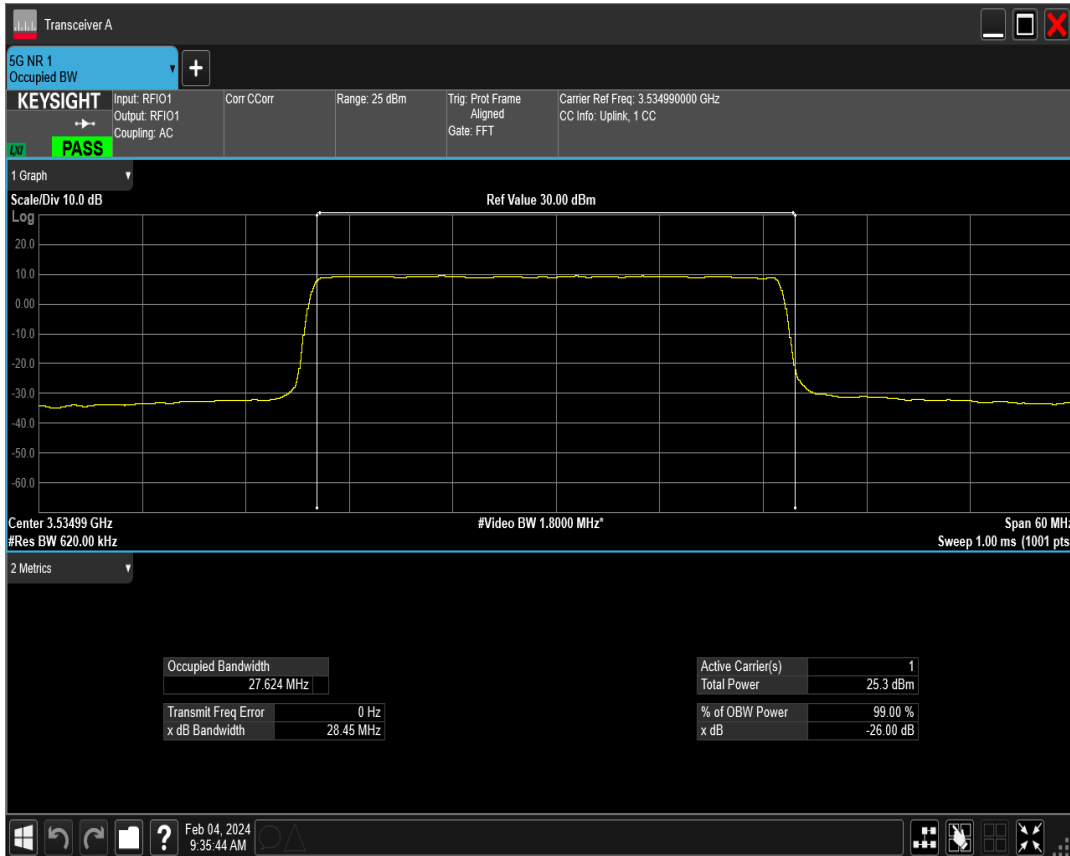 Transceiver A
5G NR 1
Occupied BW
KEYSIGHT
Input: RFIO1
Output: RFIO1
Coupling: AC
Corr CCorr
Range: 25 dBm
Trig: Prot Frame
Aligned
Gate: FFT
Carrier Ref Freq: 3.534990000 GHz
CC Info: Uplink, 1 CC
LXI
PASS
1 Graph
Scale/Div 10.0 dB
Ref Value 30.00 dBm
Log
20.0
10.0
0.00
-10.0
-20.0
-30.0
-40.0
-50.0
-60.0
Center 3.53499 GHz
#Video BW 1.8000 MHz*
Span 60 MHz
#Res BW 620.00 kHz
Sweep 1.00 ms (1001 pts
2 Metrics
Occupied Bandwidth
27.624 MHz
Transmit Freq Error 0 Hz
x dB Bandwidth 28.45 MHz
Active Carrier(s) 1
Total Power 25.3 dBm
% of OBW Power 99.00 %
x dB -26.00 dB
?
Feb 04, 2024
9:35:44 AM